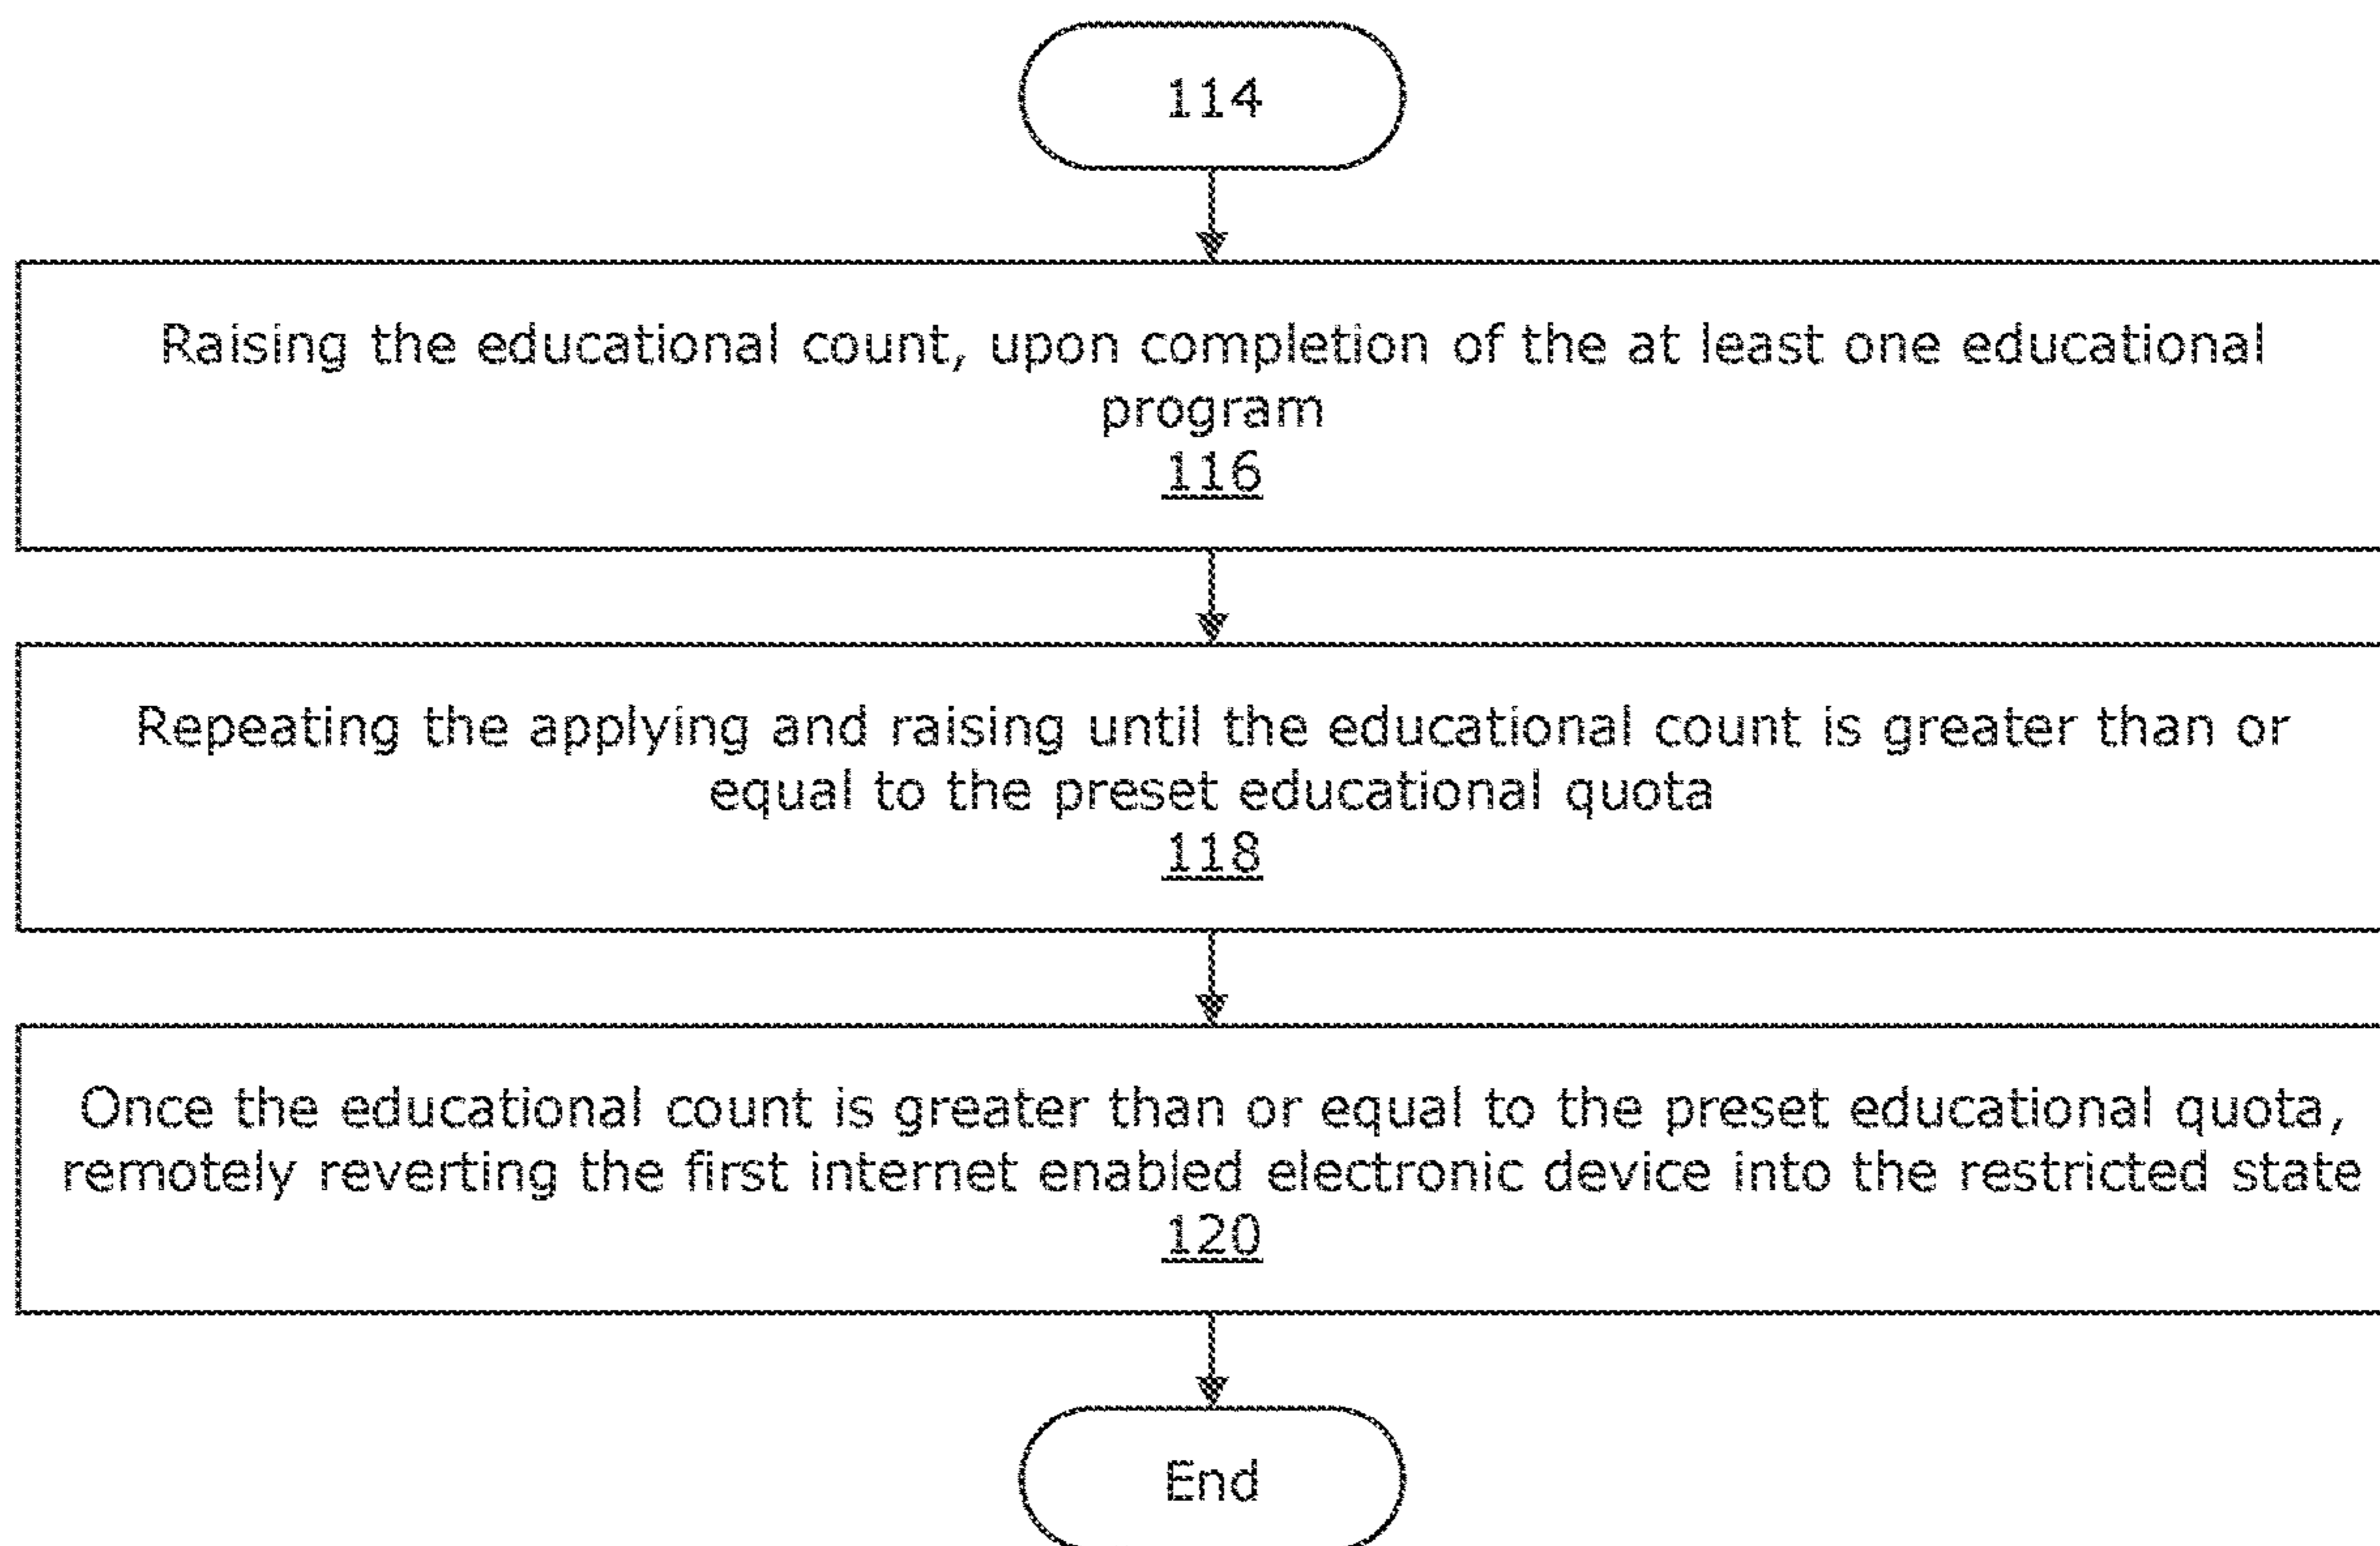 114
Raising the educational count, upon completion of the at least one educational
program
116
Repeating the applying and raising until the educational count is greater than or
equal to the preset educational quota
118
Once the educational count is greater than or equal to the preset educational quota,
remotely reverting the first internet enabled electronic device into the restricted state
120
End